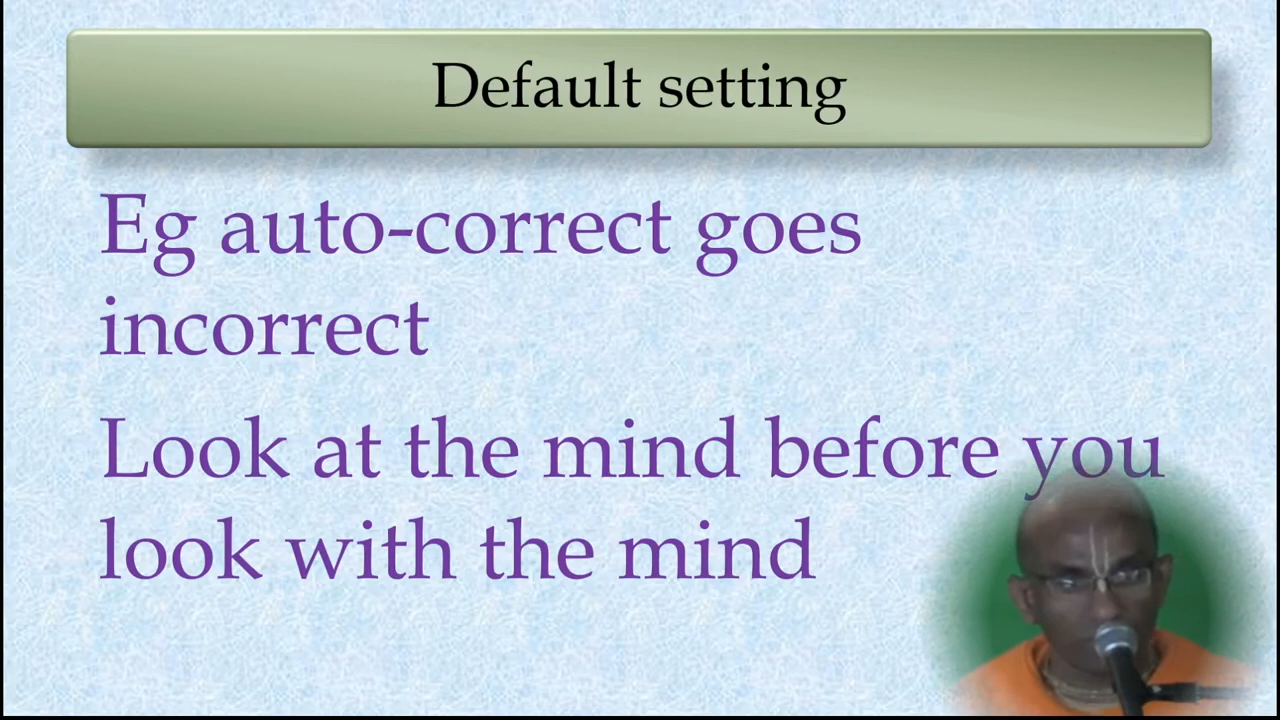 Default setting
Eg auto-correct goes
incorrect
Look at the mind before you
look with the mind